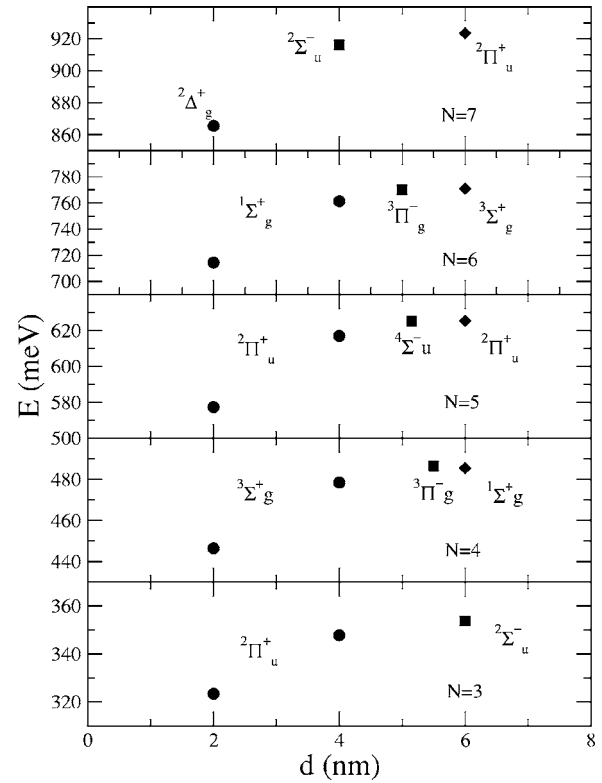 E (meV)
920
900
880
860
²Δ⁺g
²Σ⁻u
²Π⁺u
N=7
780
760
740
720
700
¹Σ⁺g
³Π⁻g
³Σ⁺g
N=6
620
600
580
²Π⁺u
⁴Σ⁻u
²Π⁺u
N=5
500
480
460
440
³Σ⁺g
³Π⁻g
¹Σ⁺g
N=4
360
340
320
²Π⁺u
²Σ⁻u
N=3
0 2 4 6 8
d (nm)